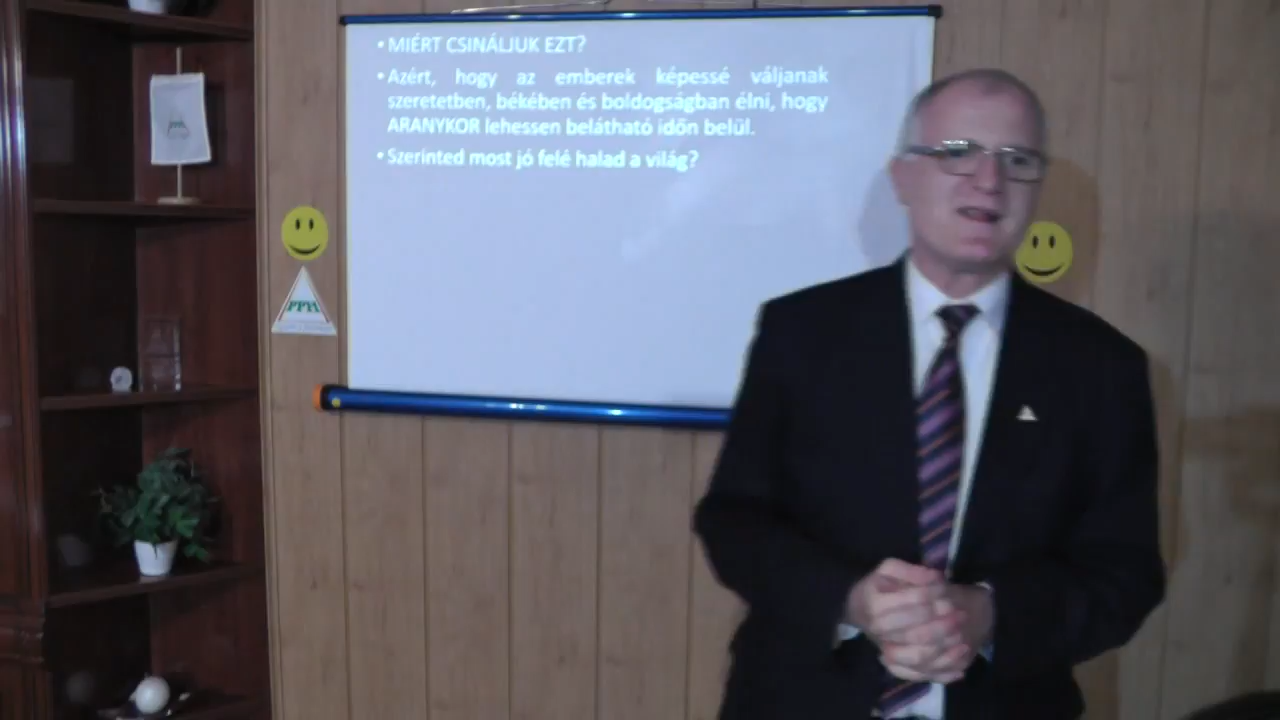 • MIÉRT CSINÁLJUK EZT?
• Azért, hogy az emberek képessé váljanak
szeretetben, békében és boldogságban élni, hogy
ARANYKOR lehessen belátható időn belül.
• Szerinted most jó felé halad a világ?